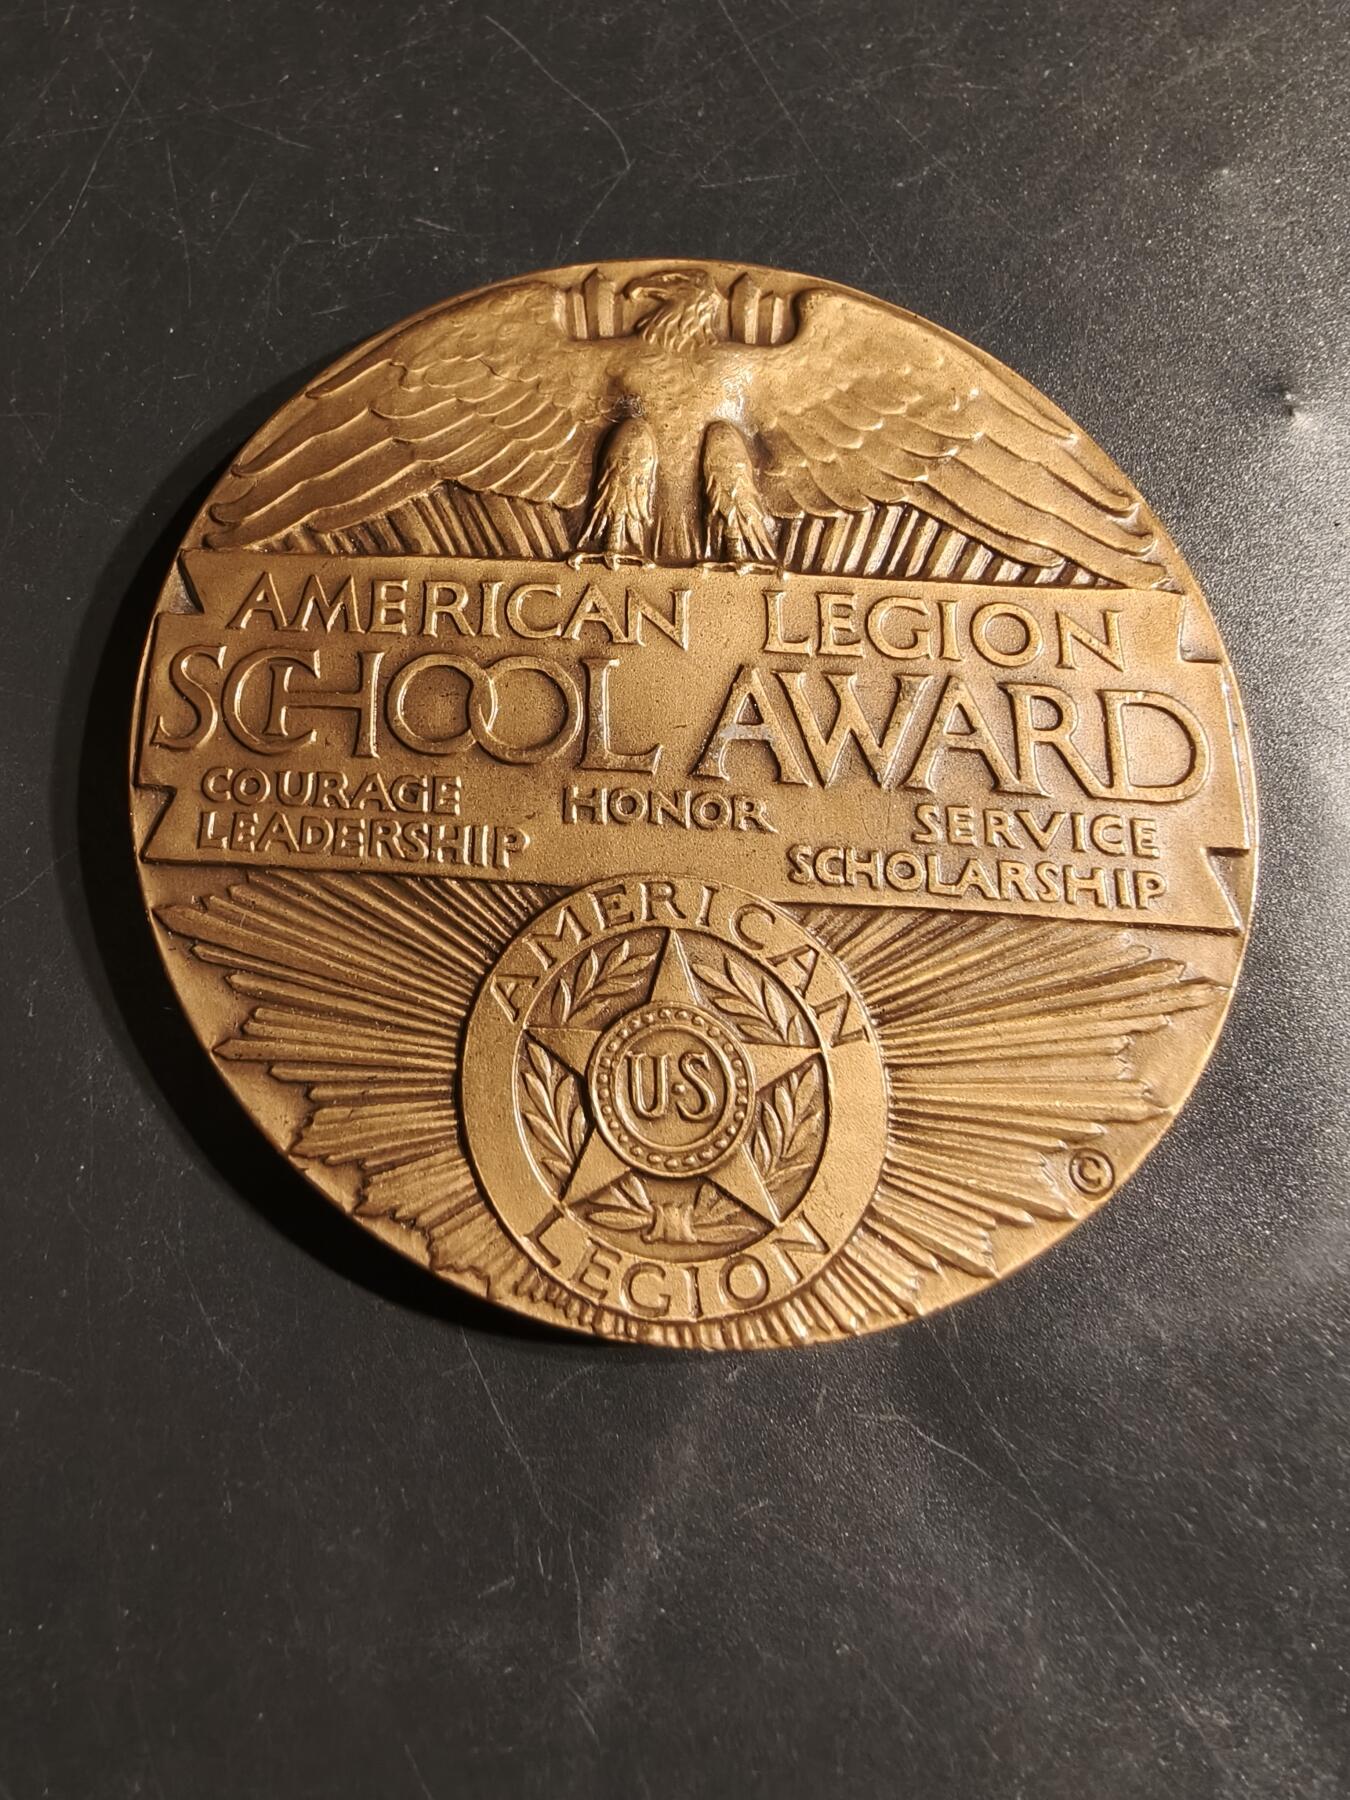 AMERICAN LEGION
SCHOOL AWARD
COURAGE HONOR SERVICE
LEADERSHIP SCHOLARSHIP
AMERICAN
U·S
LEGION
©